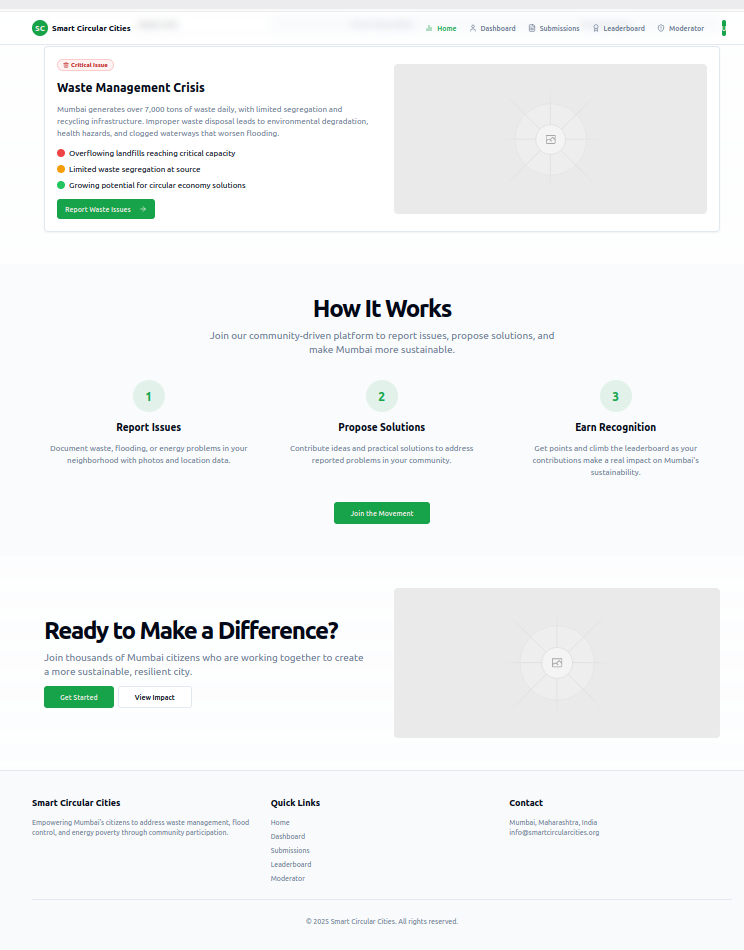 SC Smart Circular Cities Home Dashboard Submissions Leaderboard Moderator
Critical Issue
Waste Management Crisis
Mumbai generates over 7,000 tons of waste daily, with limited segregation and
recycling infrastructure. Improper waste disposal leads to environmental degradation,
health hazards, and clogged waterways that worsen flooding.
Overflowing landfills reaching critical capacity
Limited waste segregation at source
Growing potential for circular economy solutions
Report Waste Issues
How It Works
Join our community-driven platform to report issues, propose solutions, and
make Mumbai more sustainable.
1
Report Issues
Document waste, flooding, or energy problems in your
neighborhood with photos and location data.
2
Propose Solutions
Contribute ideas and practical solutions to address
reported problems in your community.
3
Earn Recognition
Get points and climb the leaderboard as your
contributions make a real impact on Mumbai's
sustainability.
Join the Movement
Ready to Make a Difference?
Join thousands of Mumbai citizens who are working together to create
a more sustainable, resilient city.
Get Started
View Impact
Smart Circular Cities
Empowering Mumbai's citizens to address waste management, flood
control, and energy poverty through community participation.
Quick Links
Home
Dashboard
Submissions
Leaderboard
Moderator
Contact
Mumbai, Maharashtra, India
info@smartcircularcities.org
© 2025 Smart Circular Cities. All rights reserved.